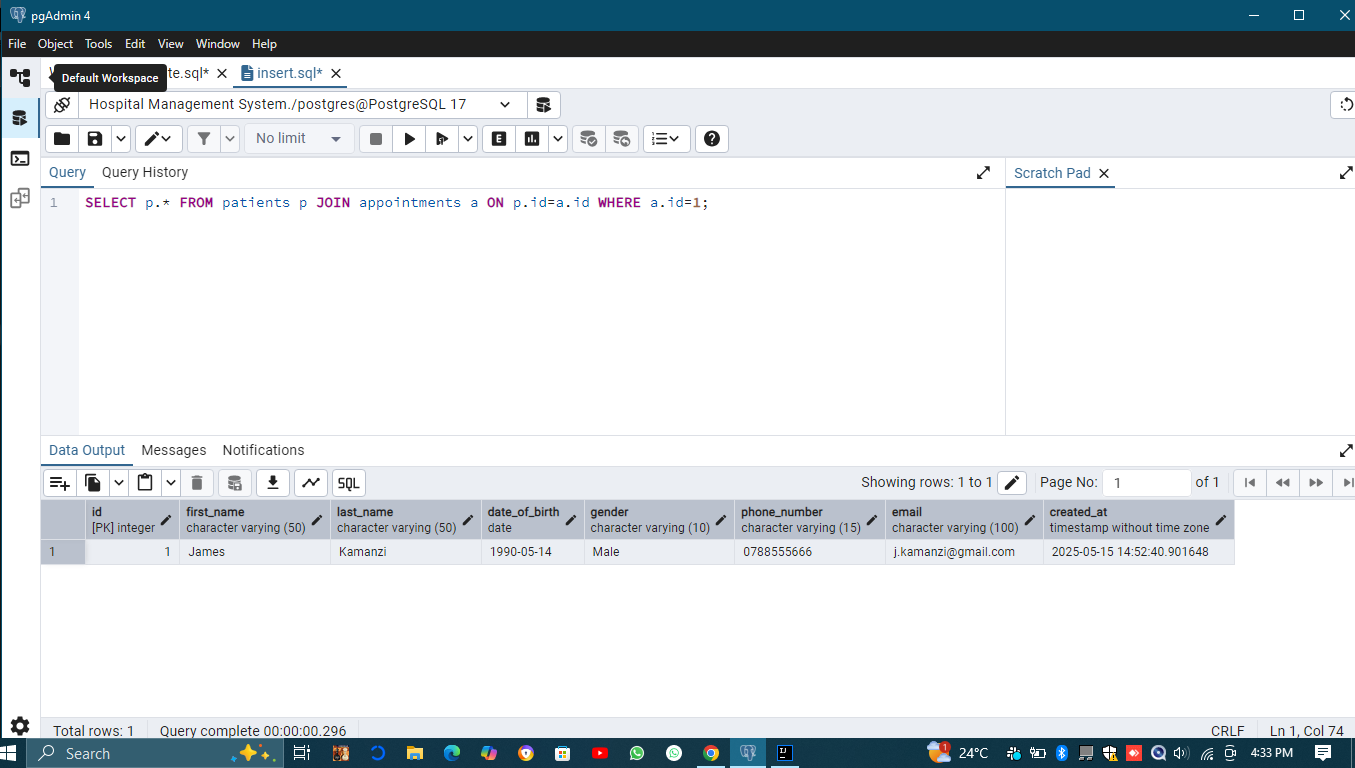 pgAdmin 4
File Object Tools Edit View Window Help
Default Workspace
te.sql*
insert.sql*
Hospital Management System./postgres@PostgreSQL 17
No limit
E
Query Query History
Scratch Pad
1 SELECT p.* FROM patients p JOIN appointments a ON p.id=a.id WHERE a.id=1;
Data Output Messages Notifications
SQL
Showing rows: 1 to 1
Page No: 1 of 1
id first_name last_name date_of_birth gender phone_number email created_at
[PK] integer character varying (50) character varying (50) date character varying (10) character varying (15) character varying (100) timestamp without time zone
1 1 James Kamanzi 1990-05-14 Male 0788555666 j.kamanzi@gmail.com 2025-05-15 14:52:40.901648
Total rows: 1 Query complete 00:00:00.296 CRLF Ln 1, Col 74
Search
1
24°C
4:33 PM